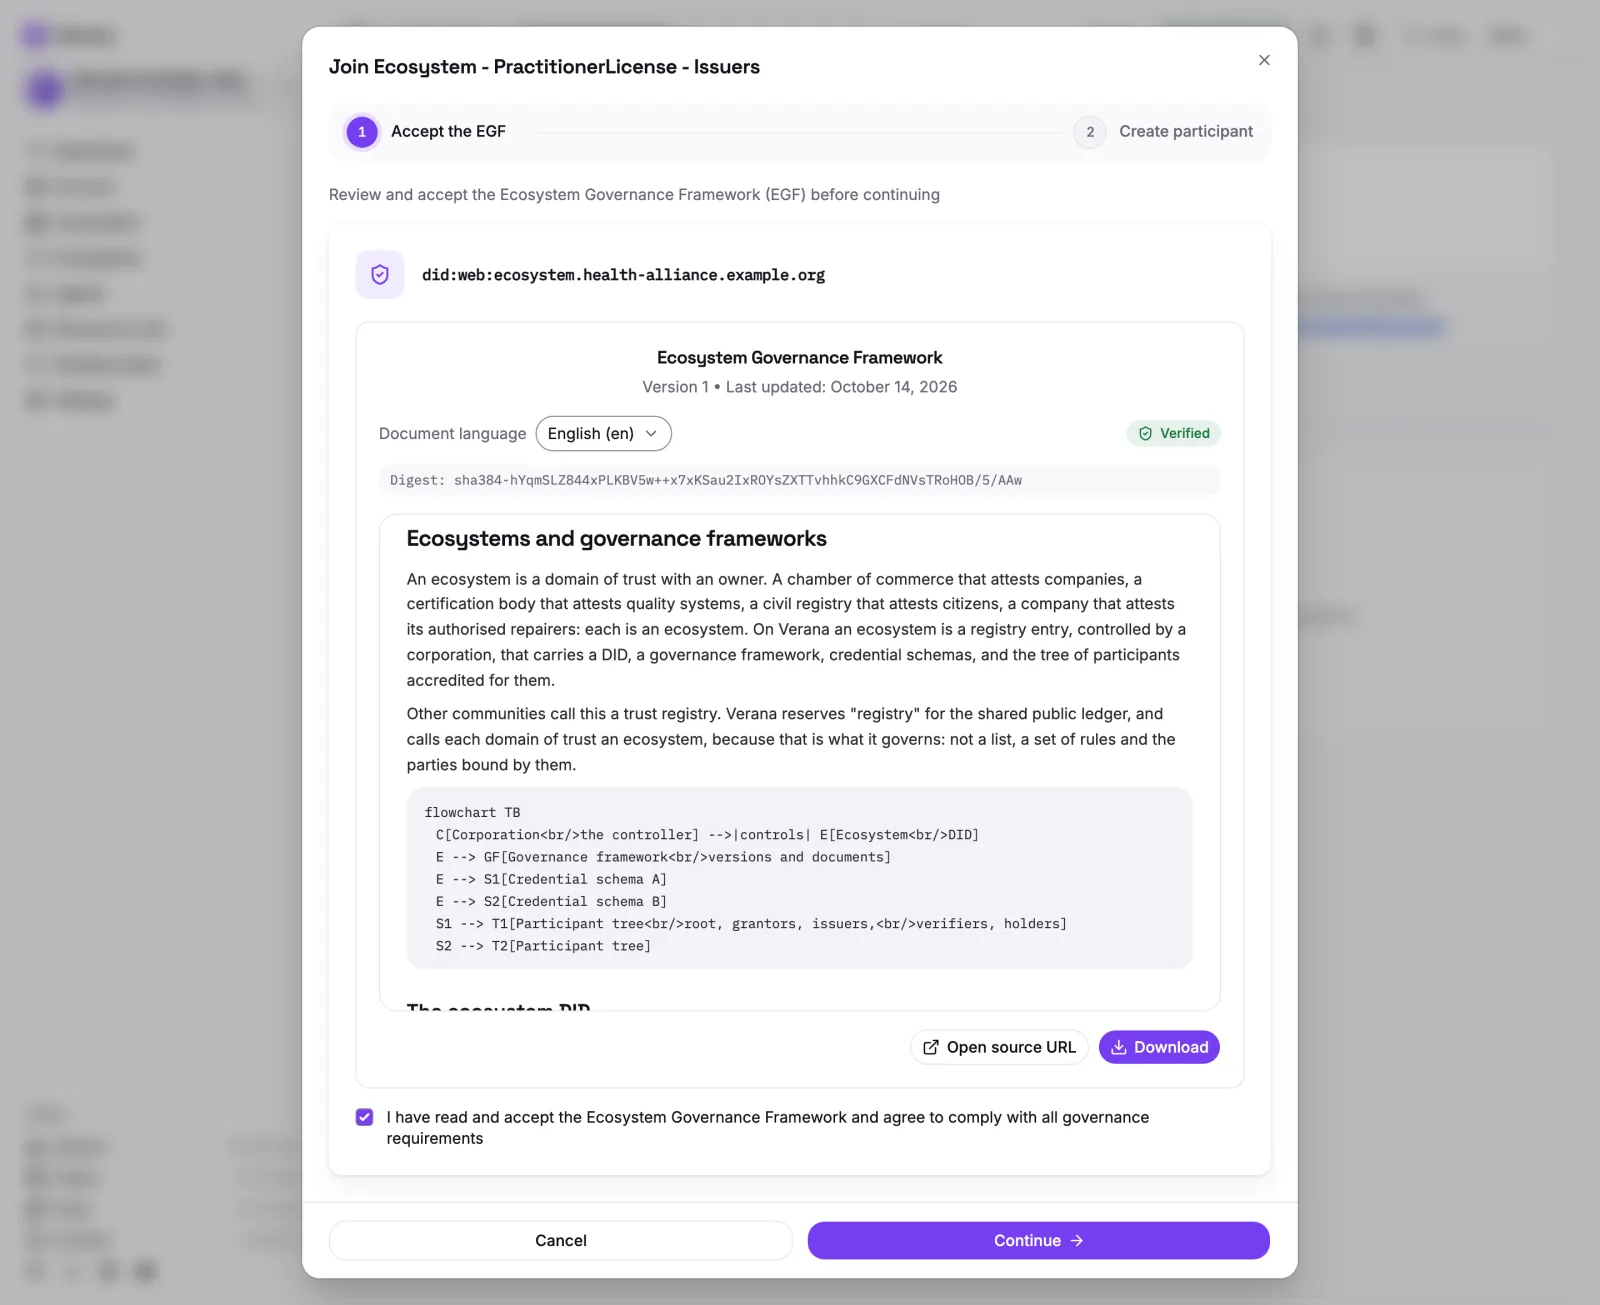 Join Ecosystem - PractitionerLicense - Issuers
1 Accept the EGF
2 Create participant
Review and accept the Ecosystem Governance Framework (EGF) before continuing
did:web:ecosystem.health-alliance.example.org
Ecosystem Governance Framework
Version 1 • Last updated: October 14, 2026
Document language English (en)
Verified
Digest: sha384-hYqmSLZ844xPLKBV5w++x7xKSau2IxROYsZXTTvhhkC9GXCFdNVsTRoHOB/5/AAw
Ecosystems and governance frameworks
An ecosystem is a domain of trust with an owner. A chamber of commerce that attests companies, a
certification body that attests quality systems, a civil registry that attests citizens, a company that attests
its authorised repairers: each is an ecosystem. On Verana an ecosystem is a registry entry, controlled by a
corporation, that carries a DID, a governance framework, credential schemas, and the tree of participants
accredited for them.
Other communities call this a trust registry. Verana reserves "registry" for the shared public ledger, and
calls each domain of trust an ecosystem, because that is what it governs: not a list, a set of rules and the
parties bound by them.
flowchart TB
C[Corporation<br/>the controller] -->|controls| E[Ecosystem<br/>DID]
E --> GF[Governance framework<br/>versions and documents]
E --> S1[Credential schema A]
E --> S2[Credential schema B]
S1 --> T1[Participant tree<br/>root, grantors, issuers,<br/>verifiers, holders]
S2 --> T2[Participant tree]
The ecosystem DID
Open source URL
Download
I have read and accept the Ecosystem Governance Framework and agree to comply with all governance
requirements
Cancel
Continue →